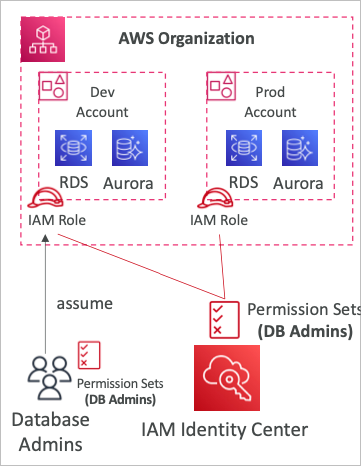 AWS Organization
Dev
Account
RDS
Aurora
IAM Role
Prod
Account
RDS
Aurora
IAM Role
assume
Permission Sets
(DB Admins)
Permission Sets
(DB Admins)
Database
Admins
IAM Identity Center